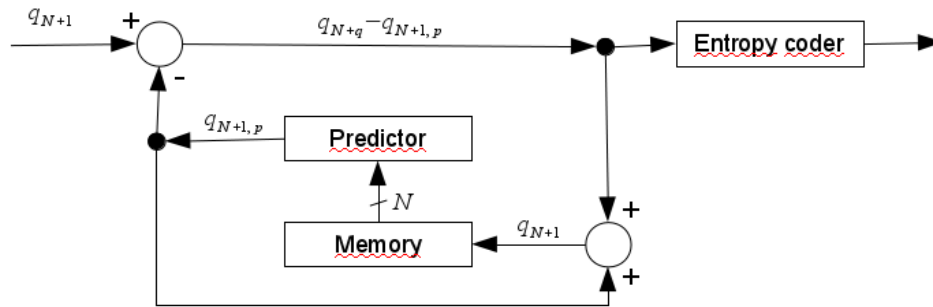 q_{N+1}
+
q_{N+q} − q_{N+1, p}
Entropy coder
-
q_{N+1, p}
Predictor
N
+
q_{N+1}
Memory
+